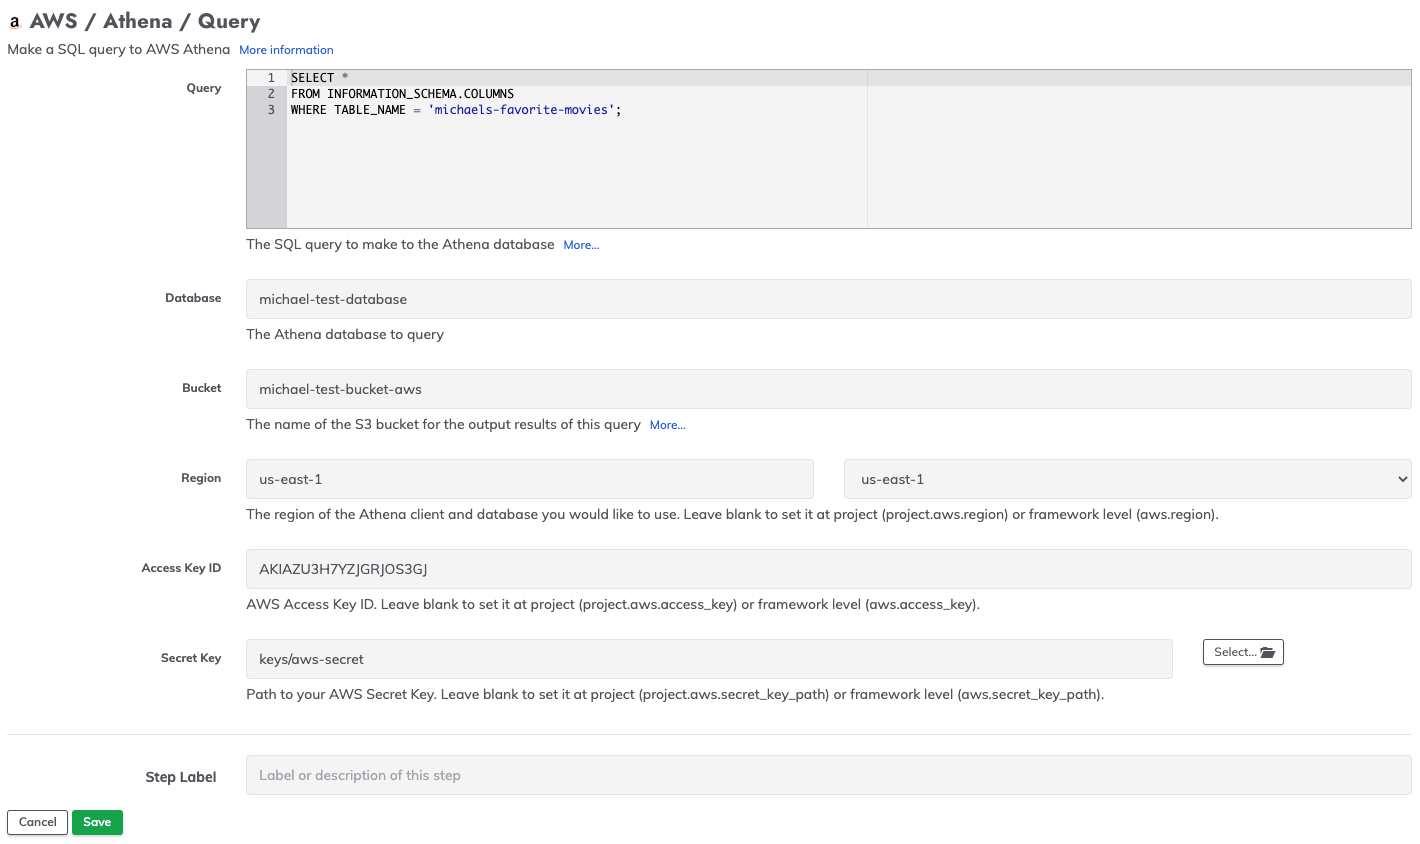 AWS / Athena / Query
Make a SQL query to AWS Athena More information
Query
1 SELECT *
2 FROM INFORMATION_SCHEMA.COLUMNS
3 WHERE TABLE_NAME = 'michaels-favorite-movies';
The SQL query to make to the Athena database More...
Database
michael-test-database
The Athena database to query
Bucket
michael-test-bucket-aws
The name of the S3 bucket for the output results of this query More...
Region
us-east-1
us-east-1
The region of the Athena client and database you would like to use. Leave blank to set it at project (project.aws.region) or framework level (aws.region).
Access Key ID
AKIAZU3H7YZJGRJOS3GJ
AWS Access Key ID. Leave blank to set it at project (project.aws.access_key) or framework level (aws.access_key).
Secret Key
keys/aws-secret
Select...
Path to your AWS Secret Key. Leave blank to set it at project (project.aws.secret_key_path) or framework level (aws.secret_key_path).
Step Label
Label or description of this step
Cancel Save